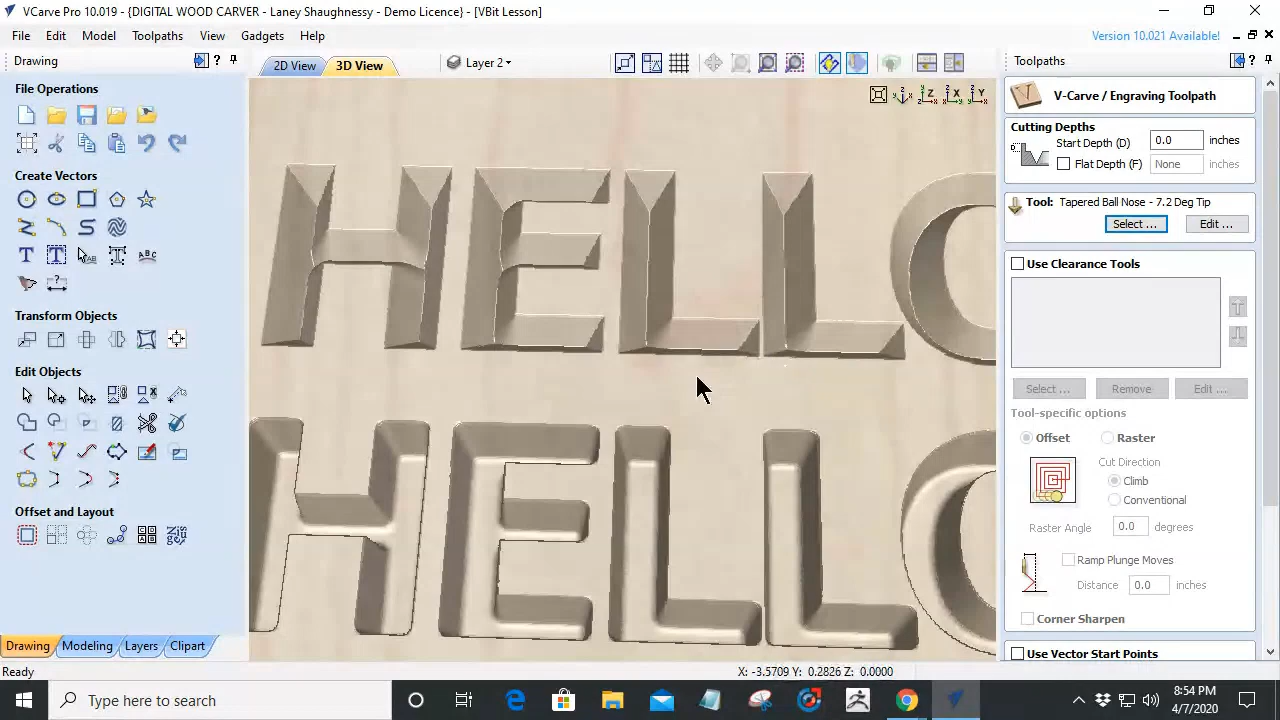 VCarve Pro 10.019 - {DIGITAL WOOD CARVER - Laney Shaughnessy - Demo Licence} - [VBit Lesson]
File Edit Model Toolpaths View Gadgets Help Version 10.021 Available!
Drawing
2D View 3D View Layer 2
Toolpaths
File Operations
Create Vectors
Transform Objects
Edit Objects
Offset and Layout
Drawing Modeling Layers Clipart
Z
X
Y
HELLO
HELLO
V-Carve / Engraving Toolpath
Cutting Depths
Start Depth (D) 0.0 inches
Flat Depth (F) None inches
Tool: Tapered Ball Nose - 7.2 Deg Tip
Select ... Edit ...
Use Clearance Tools
Select ... Remove Edit ...
Tool-specific options
Offset Raster
Cut Direction
Climb
Conventional
Raster Angle 0.0 degrees
Ramp Plunge Moves
Distance 0.0 inches
Corner Sharpen
Use Vector Start Points
Ready X: -3.5709 Y: 0.2826 Z: 0.0000
Type here to search
8:54 PM
4/7/2020